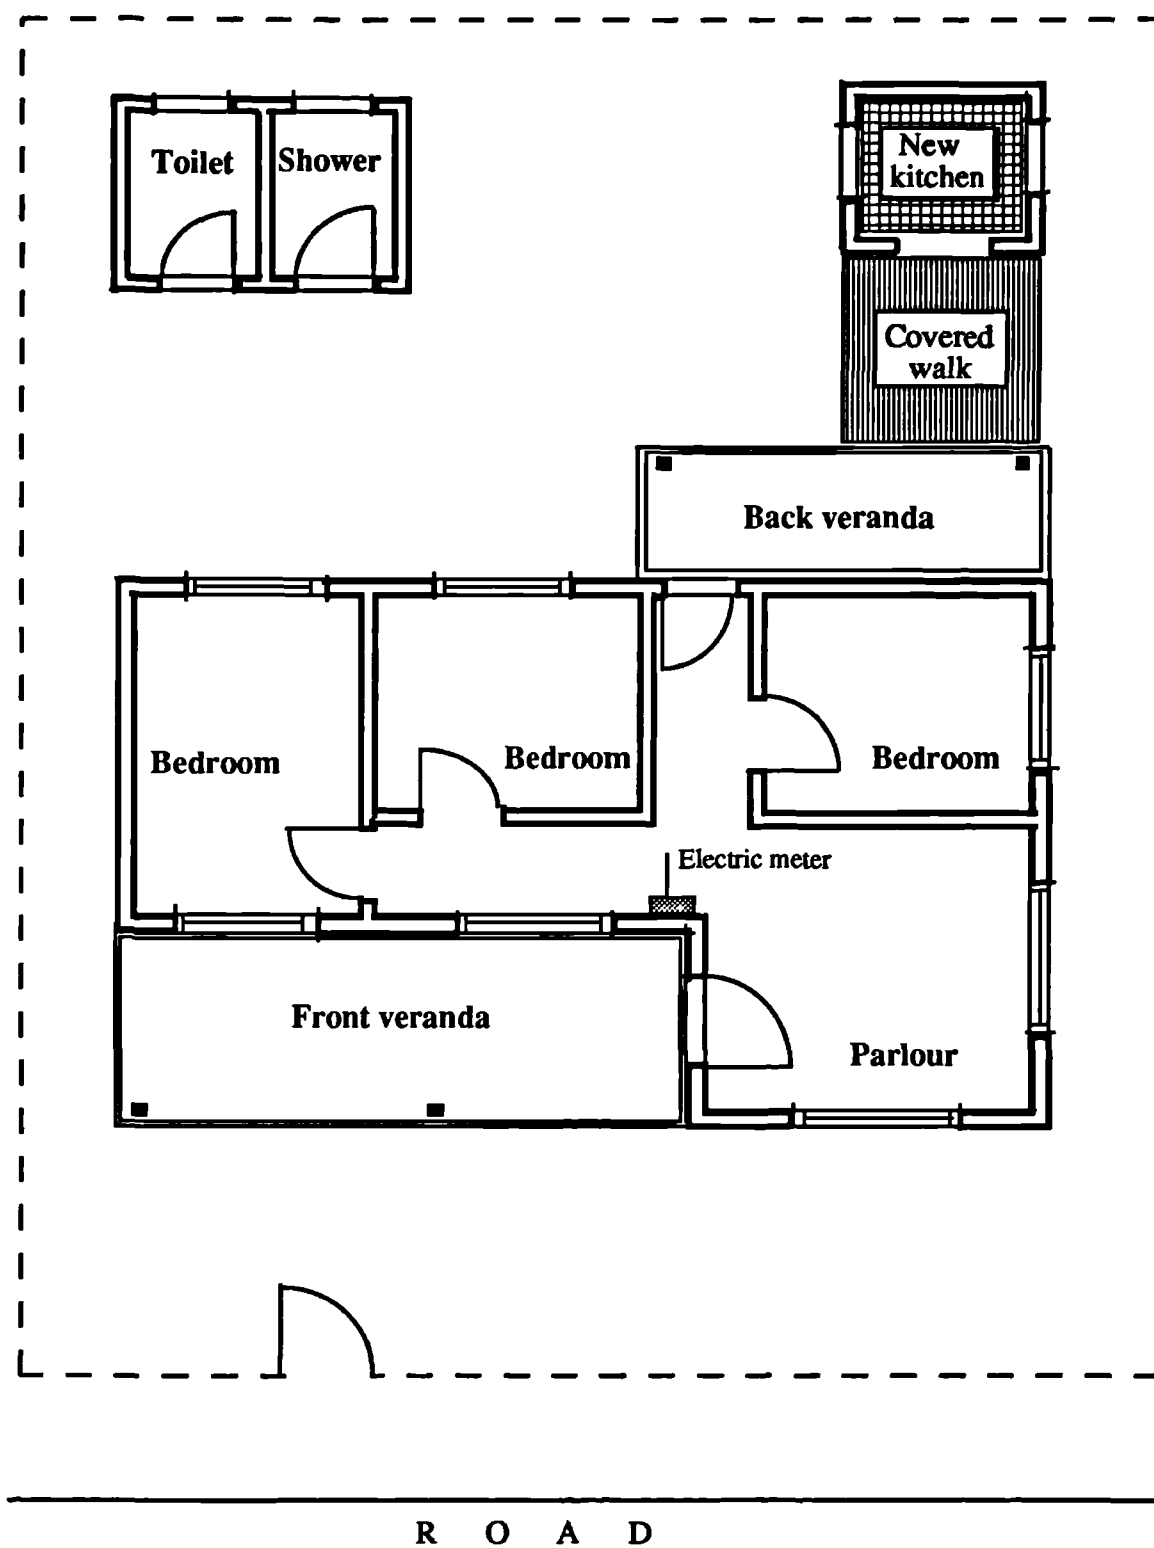 Toilet
Shower
New
kitchen
Covered
walk
Back veranda
Bedroom
Bedroom
Bedroom
Electric meter
Front veranda
Parlour
R O A D